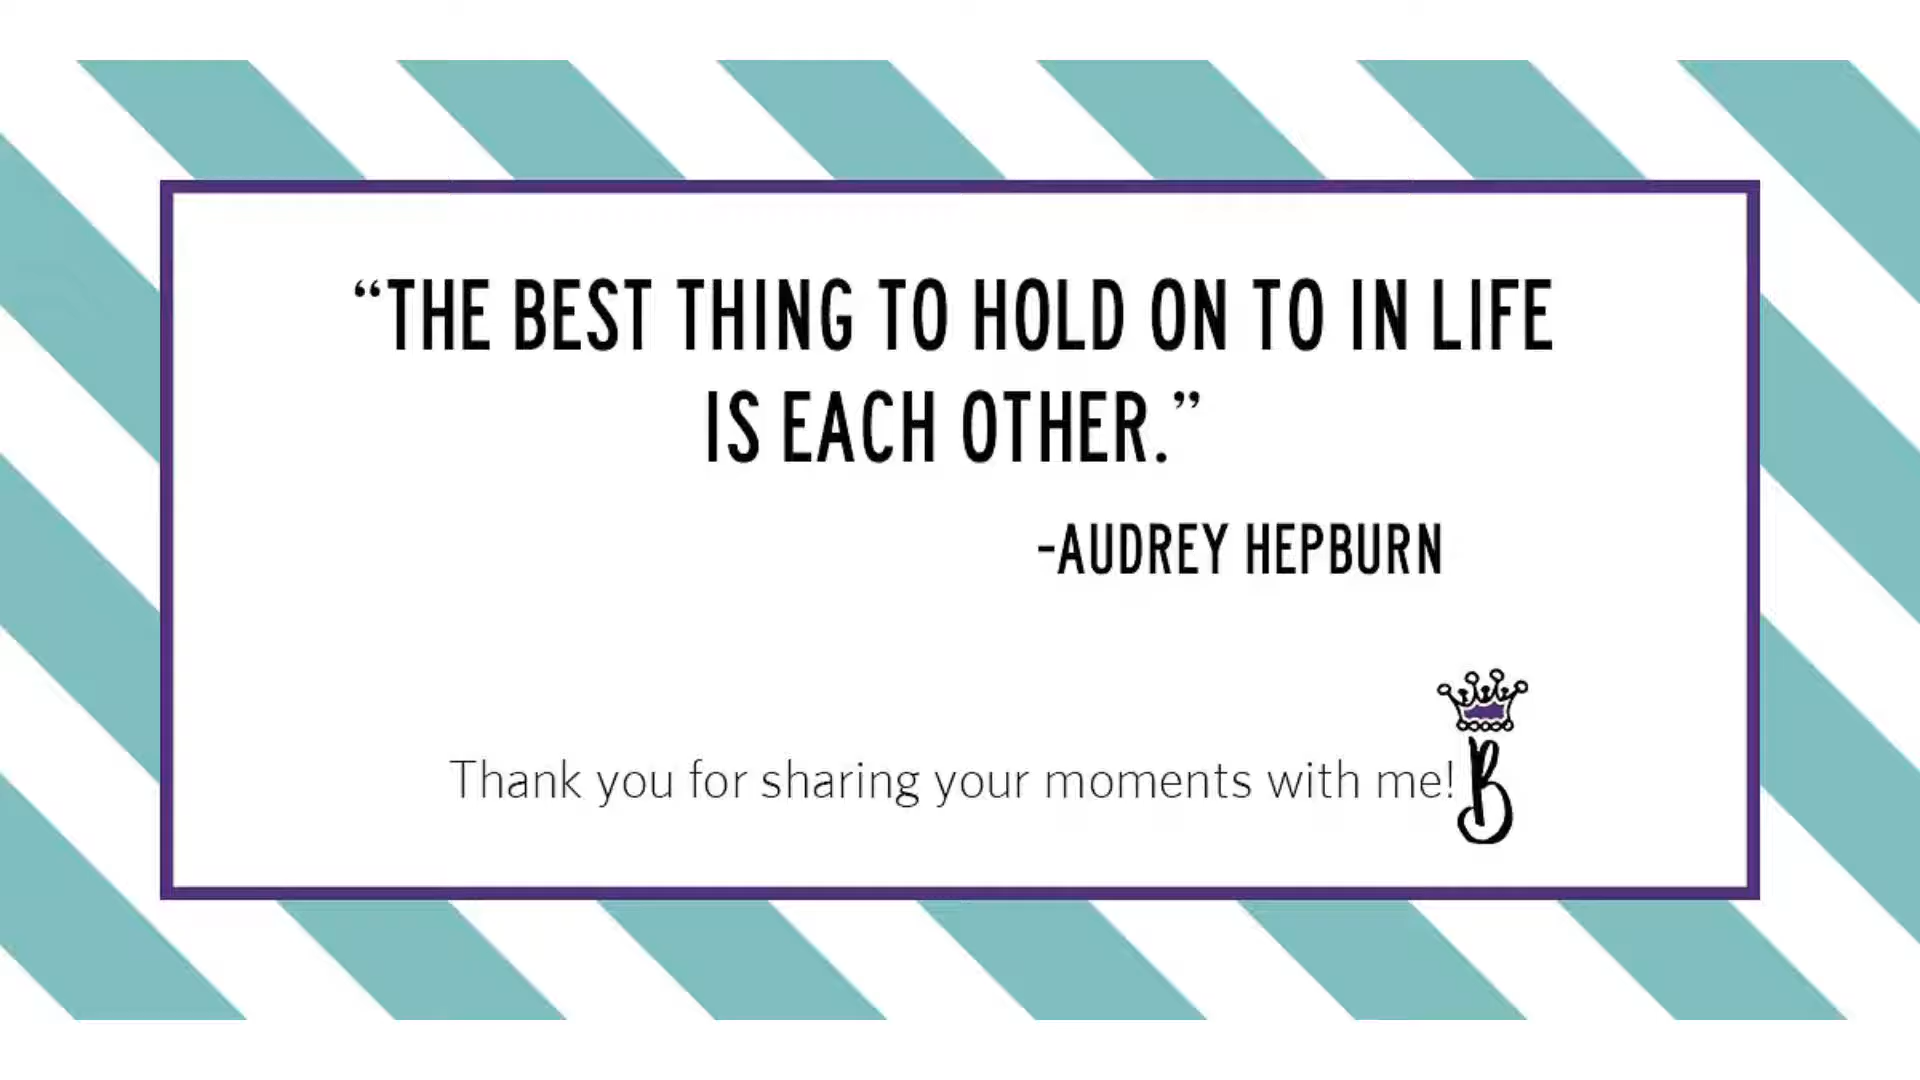 “THE BEST THING TO HOLD ON TO IN LIFE
IS EACH OTHER.”
-AUDREY HEPBURN
Thank you for sharing your moments with me!
B